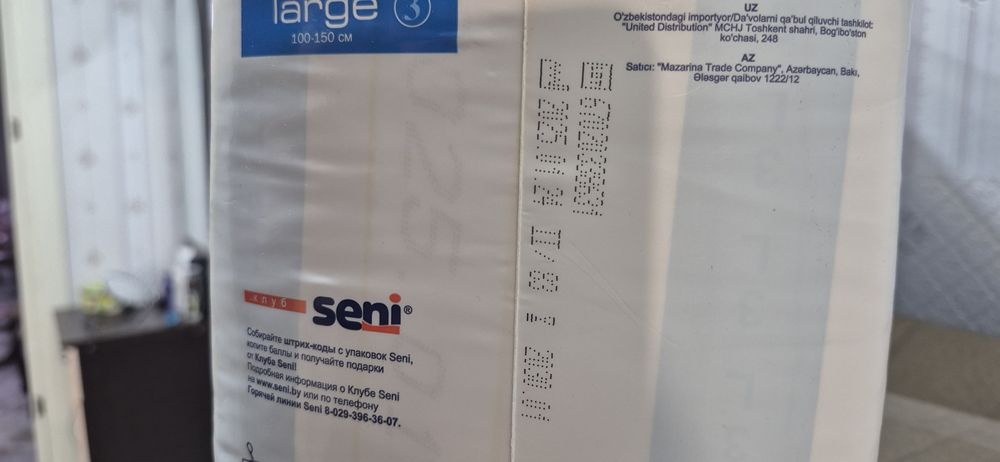 large 3
100-150 СМ
клуб
seni®
Собирайте штрих-коды с упаковок Seni,
копите баллы и получайте подарки
от Клуба Seni!
Подробная информация о Клубе Seni
на www.seni.by или по телефону
Горячей линии Seni 8-029-396-36-07.
UZ
O'zbekistondagi importyor/Da'volarni qa'bul qiluvchi tashkilot:
"United Distribution" MCHJ Toshkent shahri, Bog'ibo'ston
ko'chasi, 248
AZ
Satıcı: "Mazarina Trade Company", Azərbaycan, Bakı,
Ələsgər qaibov 1222/12